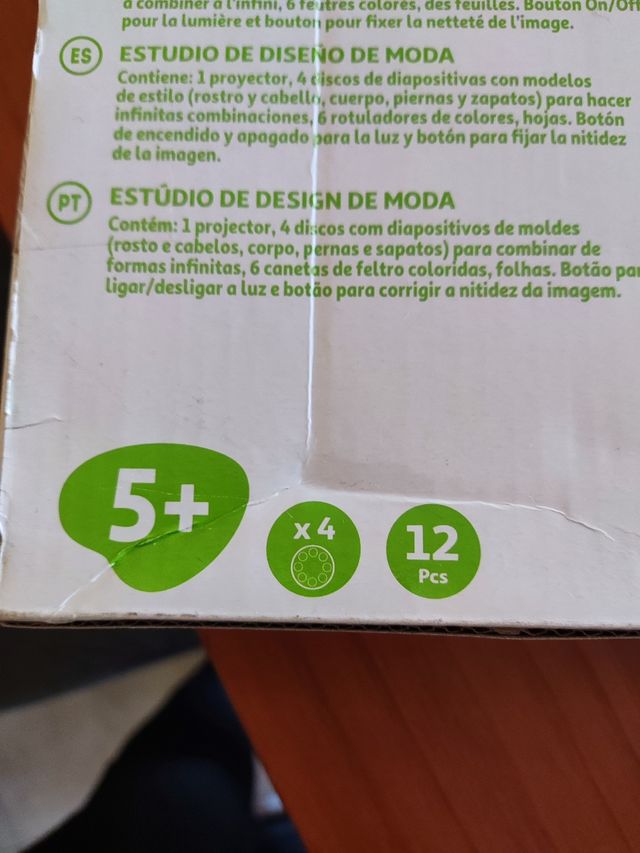 à combiner à l'infini, 6 feutres colorés, des feuilles. Bouton On/Off
pour la lumière et bouton pour fixer la netteté de l'image.
ES ESTUDIO DE DISEÑO DE MODA
Contiene: 1 proyector, 4 discos de diapositivas con modelos
de estilo (rostro y cabello, cuerpo, piernas y zapatos) para hacer
infinitas combinaciones, 6 rotuladores de colores, hojas. Botón
de encendido y apagado para la luz y botón para fijar la nitidez
de la imagen.
PT ESTÚDIO DE DESIGN DE MODA
Contém: 1 projector, 4 discos com diapositivos de moldes
(rosto e cabelos, corpo, pernas e sapatos) para combinar de
formas infinitas, 6 canetas de feltro coloridas, folhas. Botão par
ligar/desligar a luz e botão para corrigir a nitidez da imagem.
5+
x 4
12
Pcs